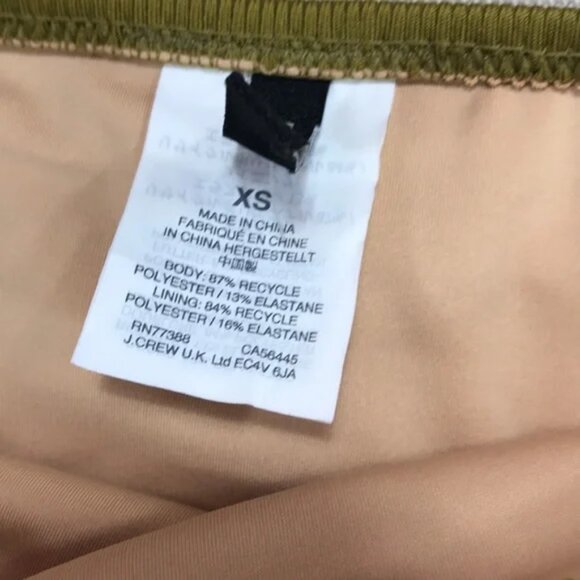 XS
MADE IN CHINA
FABRIQUÉ EN CHINE
IN CHINA HERGESTELLT
中国製
BODY: 87% RECYCLE
POLYESTER / 13% ELASTANE
LINING: 84% RECYCLE
POLYESTER / 16% ELASTANE
RN77388 CA56445
J.CREW U.K. Ltd EC4V 6JA